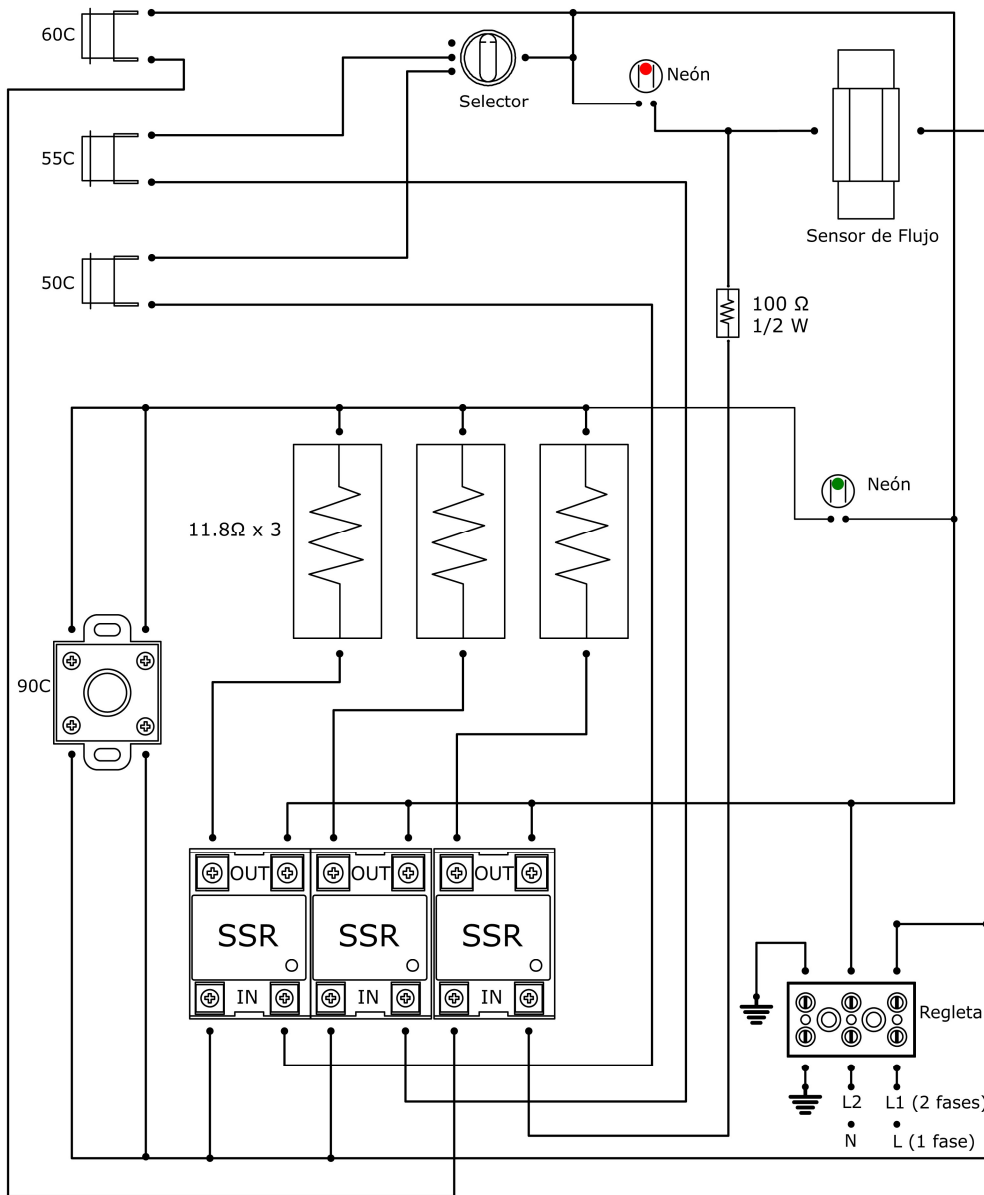 60C
Neón
Selector
55C
Sensor de Flujo
50C
100 Ω
1/2 W
Neón
11.8Ω x 3
90C
OUT
OUT
OUT
SSR
SSR
SSR
IN
IN
IN
Regleta
L2
L1 (2 fases)
N
L (1 fase)